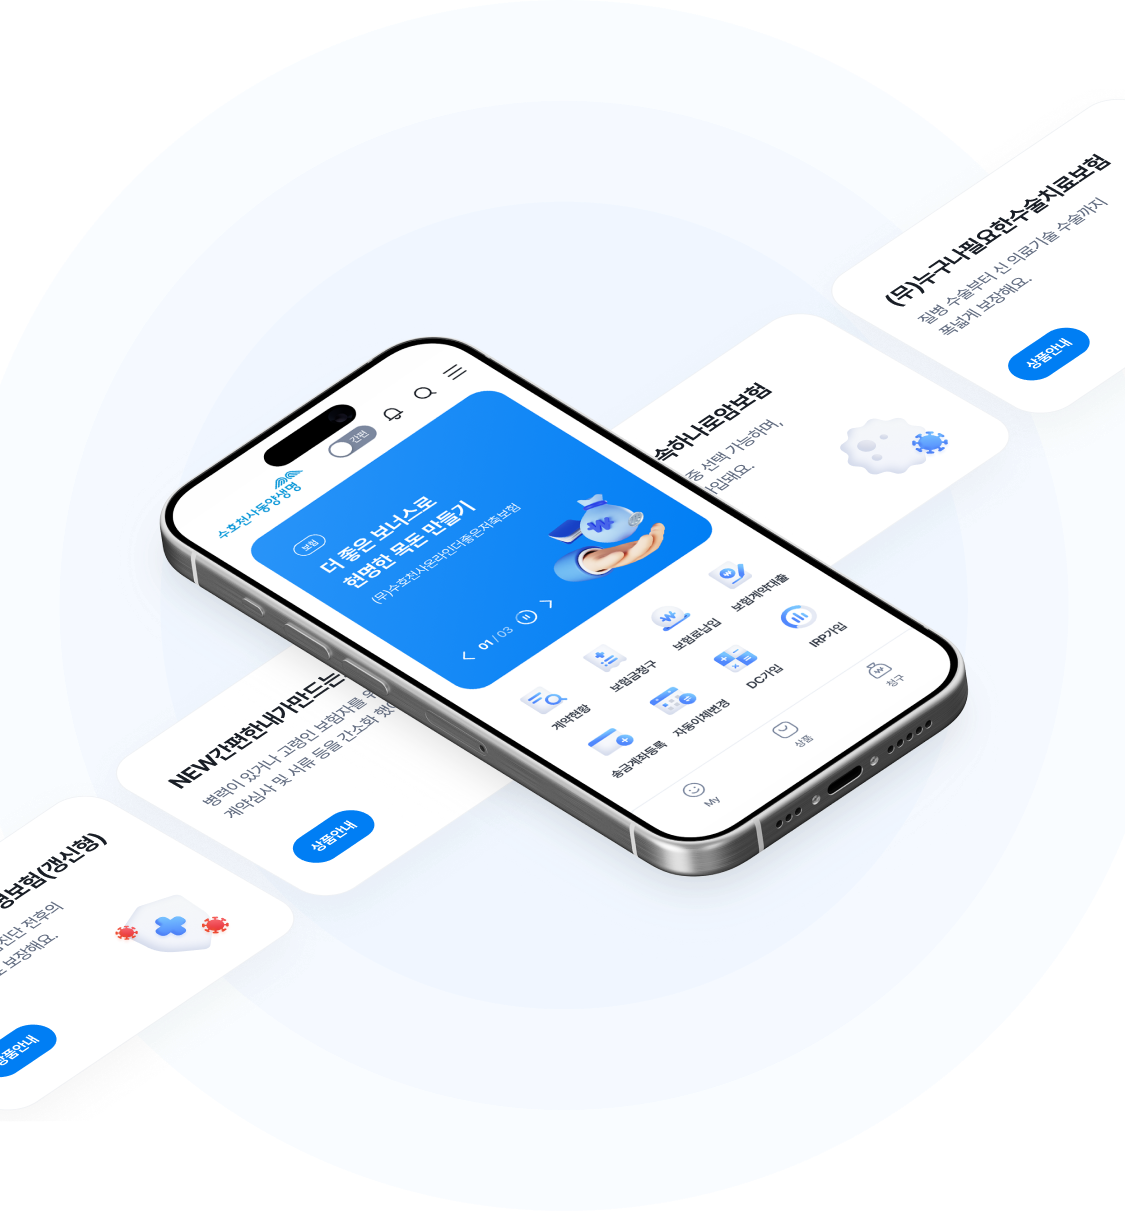 (무)누구나필요한수술치료보험
질병 수술부터 신 의료기술 수술까지
폭넓게 보장해요.
상품안내
속하나로암보험
중 선택 가능하며,
가입돼요.
수호천사동양생명
간편
보험
더 좋은 보너스로
현명한 목돈 만들기
(무)수호천사온라인더좋은저축보험
01 / 03
계약현황
보험금청구
보험료납입
보험계약대출
송금계좌등록
자동이체변경
DC가입
IRP가입
My
상품
청구
NEW간편한내가만드는
병력이 있거나 고령인 보험자를 위
계약심사 및 서류 등을 간소화 했
상품안내
보험(갱신형)
진단 전후의
보장해요.
상품안내